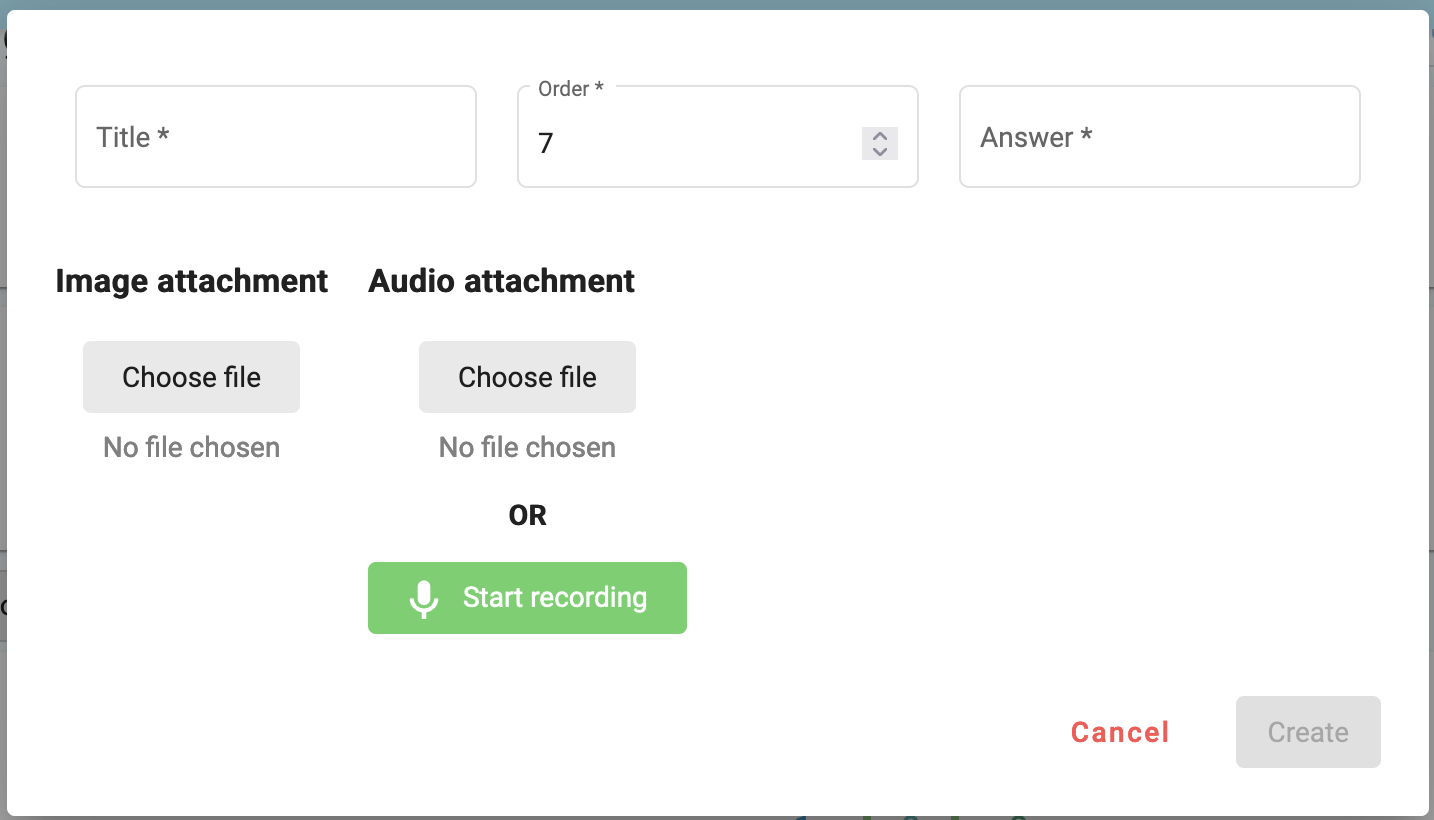 Order *
Title *
7
Answer *
Image attachment
Audio attachment
Choose file
Choose file
No file chosen
No file chosen
OR
Start recording
Cancel
Create